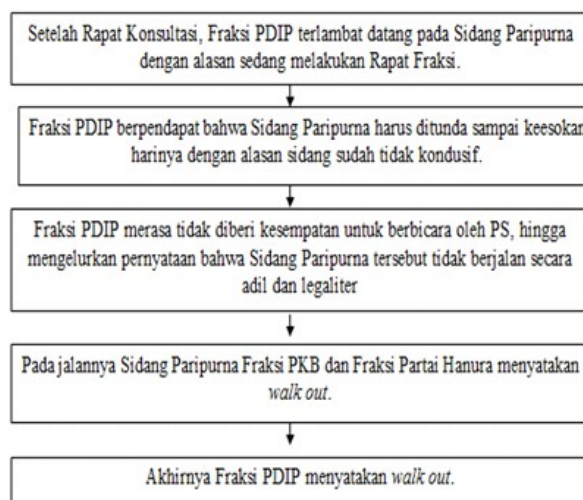 Setelah Rapat Konsultasi, Fraksi PDIP terlambat datang pada Sidang Paripurna
dengan alasan sedang melakukan Rapat Fraksi.
Fraksi PDIP berpendapat bahwa Sidang Paripurna harus ditunda sampai keesokan
harinya dengan alasan sidang sudah tidak kondusif.
Fraksi PDIP merasa tidak diberi kesempatan untuk berbicara oleh PS, hingga
mengelurkan pernyataan bahwa Sidang Paripurna tersebut tidak berjalan secara
adil dan legaliter
Pada jalannya Sidang Paripurna Fraksi PKB dan Fraksi Partai Hanura menyatakan
walk out.
Akhirnya Fraksi PDIP menyatakan walk out.